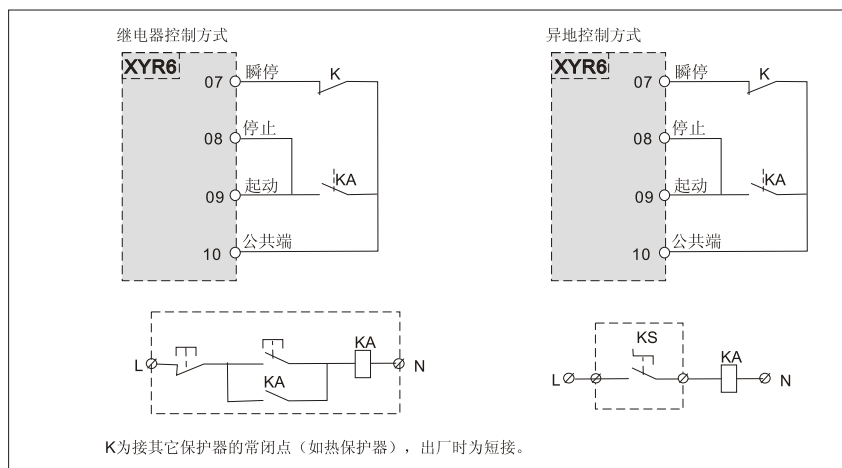 继电器控制方式
XYR6
07
瞬停
K
08
停止
09
起动
KA
10
公共端
L
KA
KA
N
异地控制方式
XYR6
07
瞬停
K
08
停止
09
起动
KA
10
公共端
L
KS
KA
N
K为接其它保护器的常闭点（如热保护器），出厂时为短接。